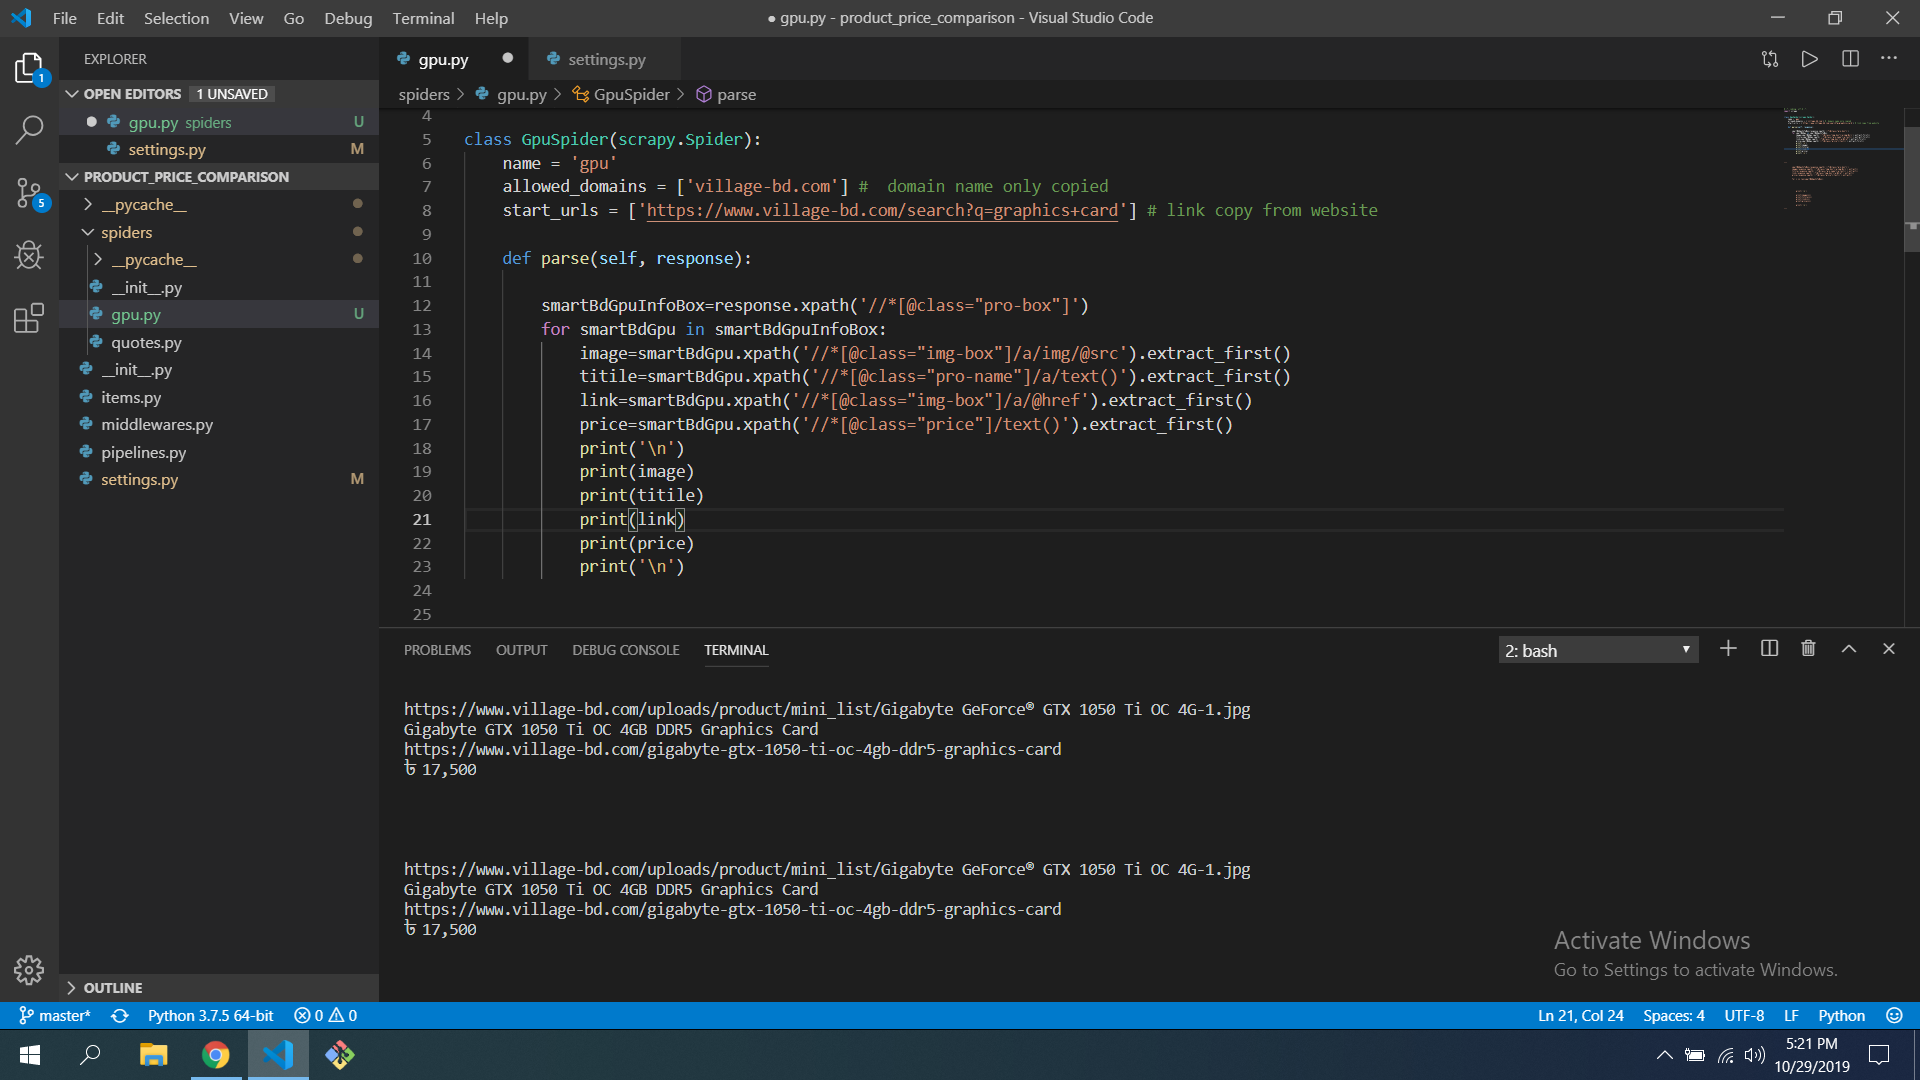 File Edit Selection View Go Debug Terminal Help
● gpu.py - product_price_comparison - Visual Studio Code
EXPLORER
OPEN EDITORS 1 UNSAVED
gpu.py spiders U
settings.py M
PRODUCT_PRICE_COMPARISON
__pycache__
spiders
__pycache__
__init__.py
gpu.py U
quotes.py
__init__.py
items.py
middlewares.py
pipelines.py
settings.py M
OUTLINE
1
5
gpu.py
settings.py
spiders > gpu.py > GpuSpider > parse
4
5 class GpuSpider(scrapy.Spider):
6 name = 'gpu'
7 allowed_domains = ['village-bd.com'] #  domain name only copied
8 start_urls = ['https://www.village-bd.com/search?q=graphics+card'] # link copy from website
9
10 def parse(self, response):
11
12 smartBdGpuInfoBox=response.xpath('//*[@class="pro-box"]')
13 for smartBdGpu in smartBdGpuInfoBox:
14 image=smartBdGpu.xpath('//*[@class="img-box"]/a/img/@src').extract_first()
15 titile=smartBdGpu.xpath('//*[@class="pro-name"]/a/text()').extract_first()
16 link=smartBdGpu.xpath('//*[@class="img-box"]/a/@href').extract_first()
17 price=smartBdGpu.xpath('//*[@class="price"]/text()').extract_first()
18 print('\n')
19 print(image)
20 print(titile)
21 print(link)
22 print(price)
23 print('\n')
24
25
PROBLEMS OUTPUT DEBUG CONSOLE TERMINAL
2: bash
https://www.village-bd.com/uploads/product/mini_list/Gigabyte GeForce® GTX 1050 Ti OC 4G-1.jpg
Gigabyte GTX 1050 Ti OC 4GB DDR5 Graphics Card
https://www.village-bd.com/gigabyte-gtx-1050-ti-oc-4gb-ddr5-graphics-card
৳ 17,500
https://www.village-bd.com/uploads/product/mini_list/Gigabyte GeForce® GTX 1050 Ti OC 4G-1.jpg
Gigabyte GTX 1050 Ti OC 4GB DDR5 Graphics Card
https://www.village-bd.com/gigabyte-gtx-1050-ti-oc-4gb-ddr5-graphics-card
৳ 17,500
Activate Windows
Go to Settings to activate Windows.
master* Python 3.7.5 64-bit 0 0
Ln 21, Col 24 Spaces: 4 UTF-8 LF Python
5:21 PM
10/29/2019